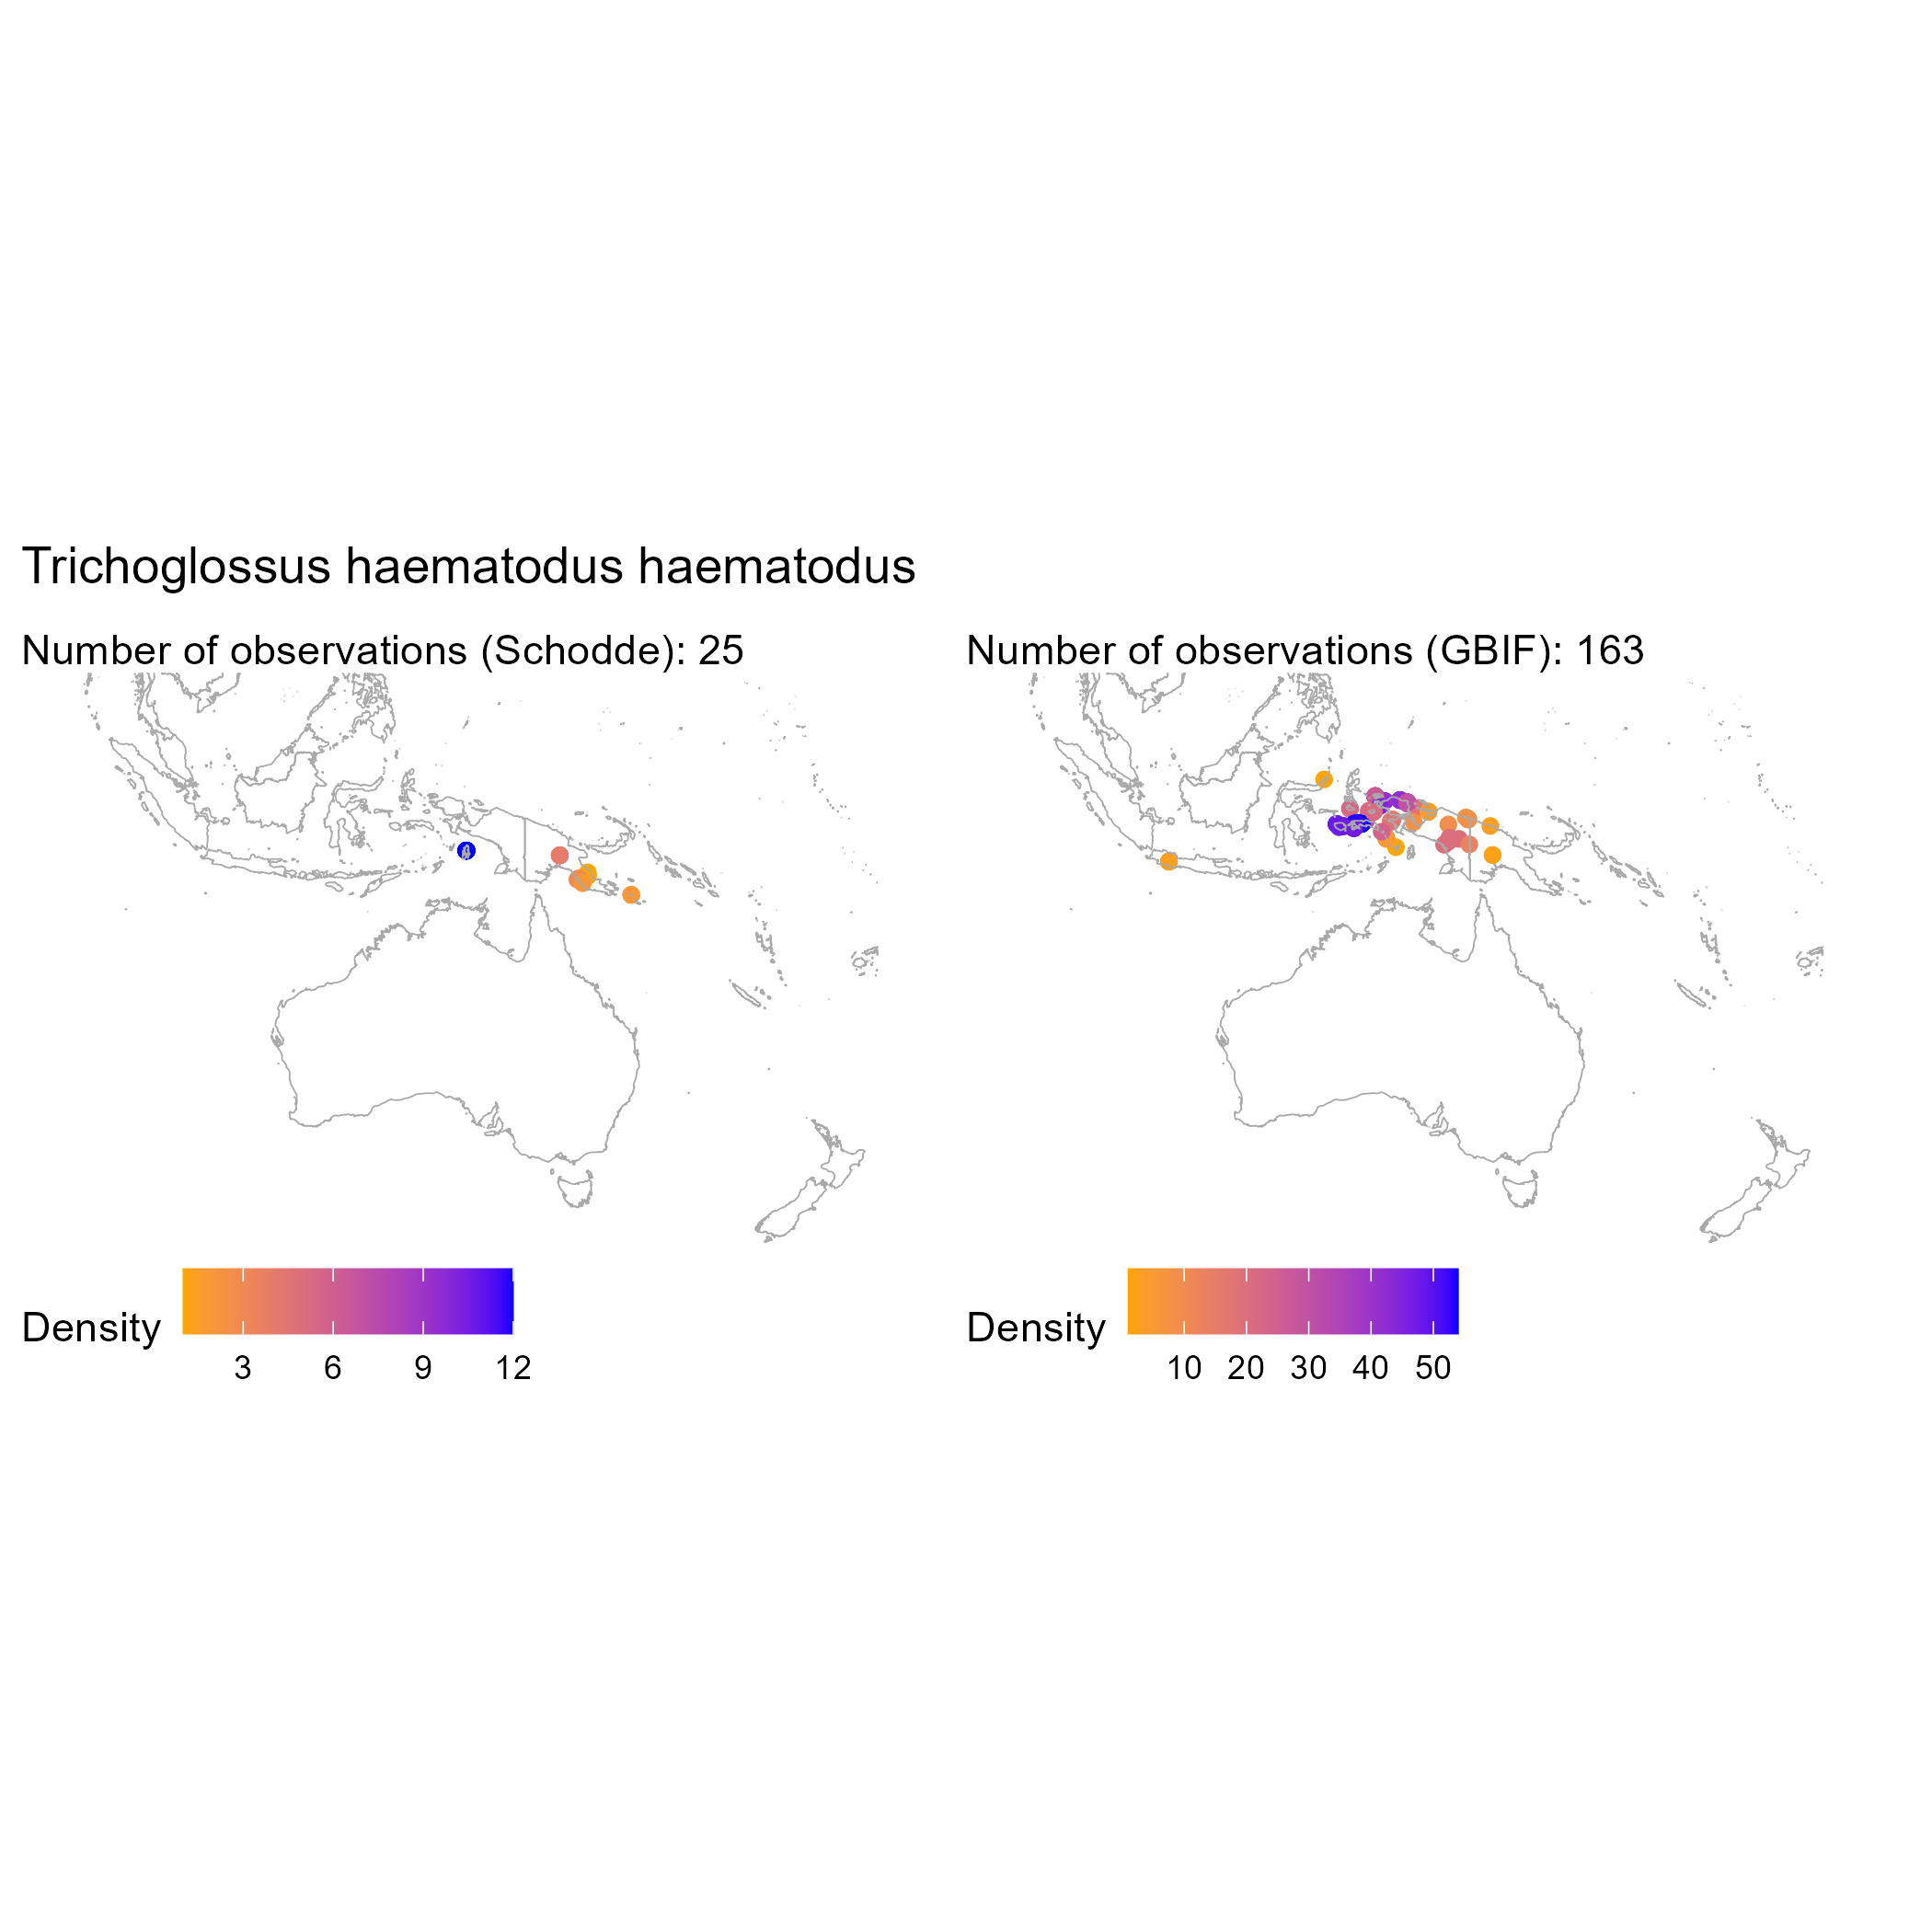 Trichoglossus haematodus haematodus
Number of observations (Schodde): 25
Number of observations (GBIF): 163
Density
3 6 9 12
Density
10 20 30 40 50